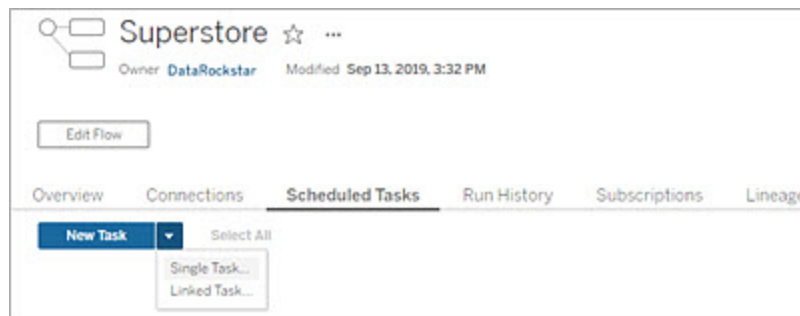 Superstore ☆ ...
Owner DataRockstar Modified Sep 13, 2019, 3:32 PM
Edit Flow
Overview Connections Scheduled Tasks Run History Subscriptions Lineage
New Task Select All
Single Task...
Linked Task...